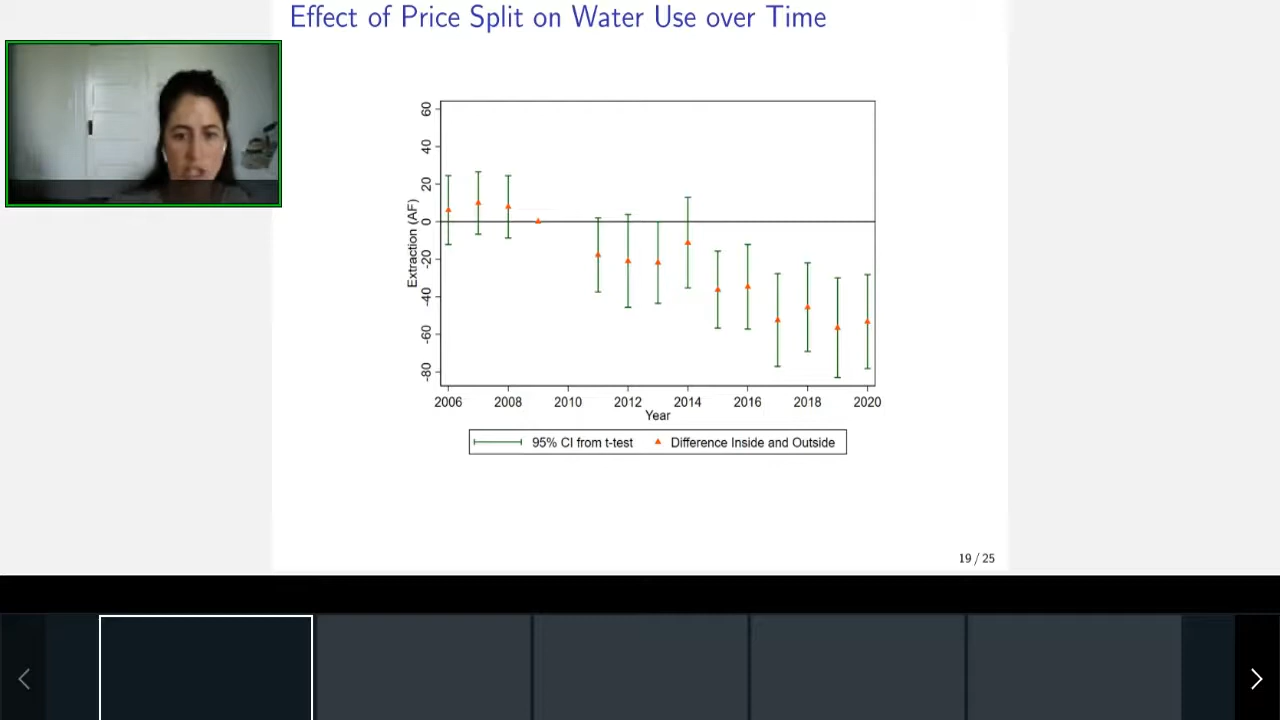 Effect of Price Split on Water Use over Time
60
40
20
0
-20
-40
-60
-80
Extraction (AF)
2006 2008 2010 2012 2014 2016 2018 2020
Year
95% CI from t-test Difference Inside and Outside
19 / 25